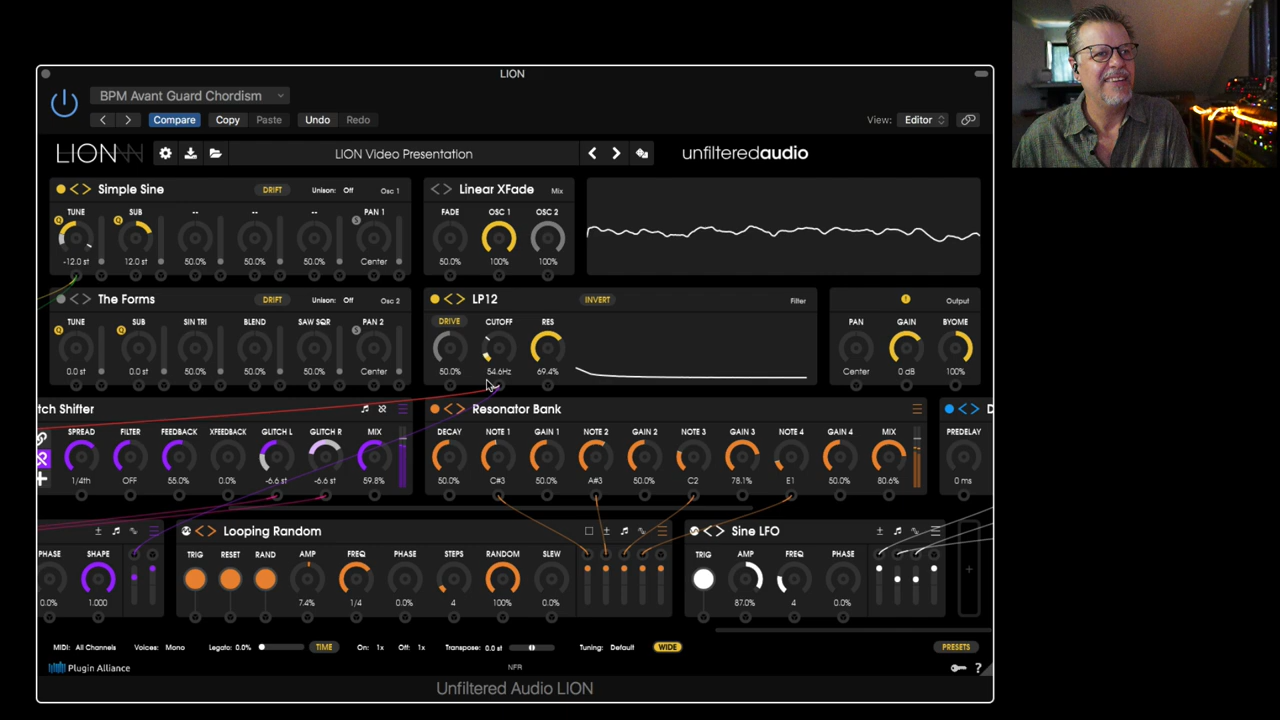 LION
BPM Avant Guard Chordism
Compare Copy Paste Undo Redo View: Editor
LION LION Video Presentation unfilteredaudio
Simple Sine DRIFT Unison: Off Osc 1
TUNE SUB -- -- -- PAN 1
-12.0 st 12.0 st 50.0% 50.0% 50.0% Center
Linear XFade Mix
FADE OSC 1 OSC 2
50.0% 100% 100%
The Forms DRIFT Unison: Off Osc 2
TUNE SUB SIN TRI BLEND SAW SQR PAN 2
0.0 st 0.0 st 50.0% 50.0% 50.0% Center
LP12 INVERT Filter
DRIVE CUTOFF RES
50.0% 54.6Hz 69.4%
Output
PAN GAIN BYOME
Center 0 dB 100%
tch Shifter
SPREAD FILTER FEEDBACK XFEEDBACK GLITCH L GLITCH R MIX
1/4th OFF 55.0% 0.0% -6.6 st -6.6 st 59.8%
Resonator Bank
DECAY NOTE 1 GAIN 1 NOTE 2 GAIN 2 NOTE 3 GAIN 3 NOTE 4 GAIN 4 MIX
50.0% C#3 50.0% A#3 50.0% C2 78.1% E1 50.0% 80.6%
D
PREDELAY
0 ms
PHASE SHAPE
0.0% 1.000
Looping Random
TRIG RESET RAND AMP FREQ PHASE STEPS RANDOM SLEW
7.4% 1/4 0.0% 4 100% 0.0%
Sine LFO
TRIG AMP FREQ PHASE
87.0% 4 0.0%
MIDI: All Channels Voices: Mono Legato: 0.0% TIME On: 1x Off: 1x Transpose: 0.0 st Tuning: Default WIDE PRESETS
Plugin Alliance NFR ?
Unfiltered Audio LION